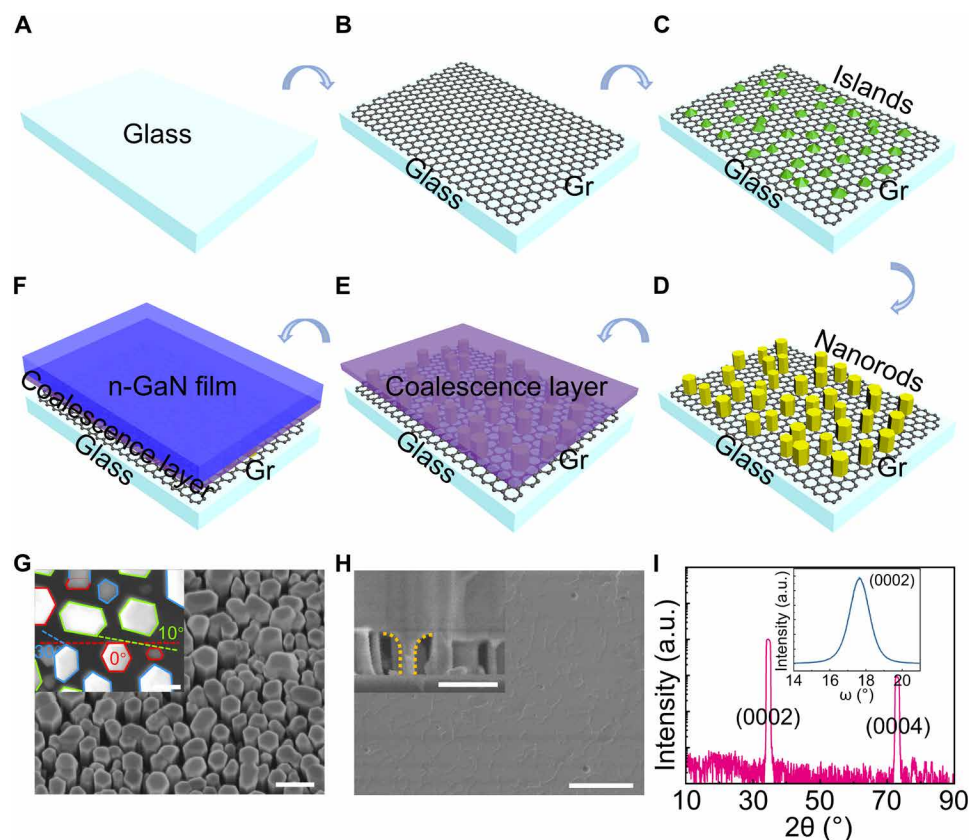 A
B
C
Glass
Glass
Gr
Islands
Glass
Gr
F
E
D
n-GaN film
Coalescence layer
Glass
Gr
Coalescence layer
Glass
Gr
Nanorods
Glass
Gr
G
H
I
10°
30°
0°
Intensity (a.u.)
(0002)
(0004)
10 30 50 70 90
2θ (°)
Intensity (a.u.)
(0002)
14 16 18 20
ω (°)